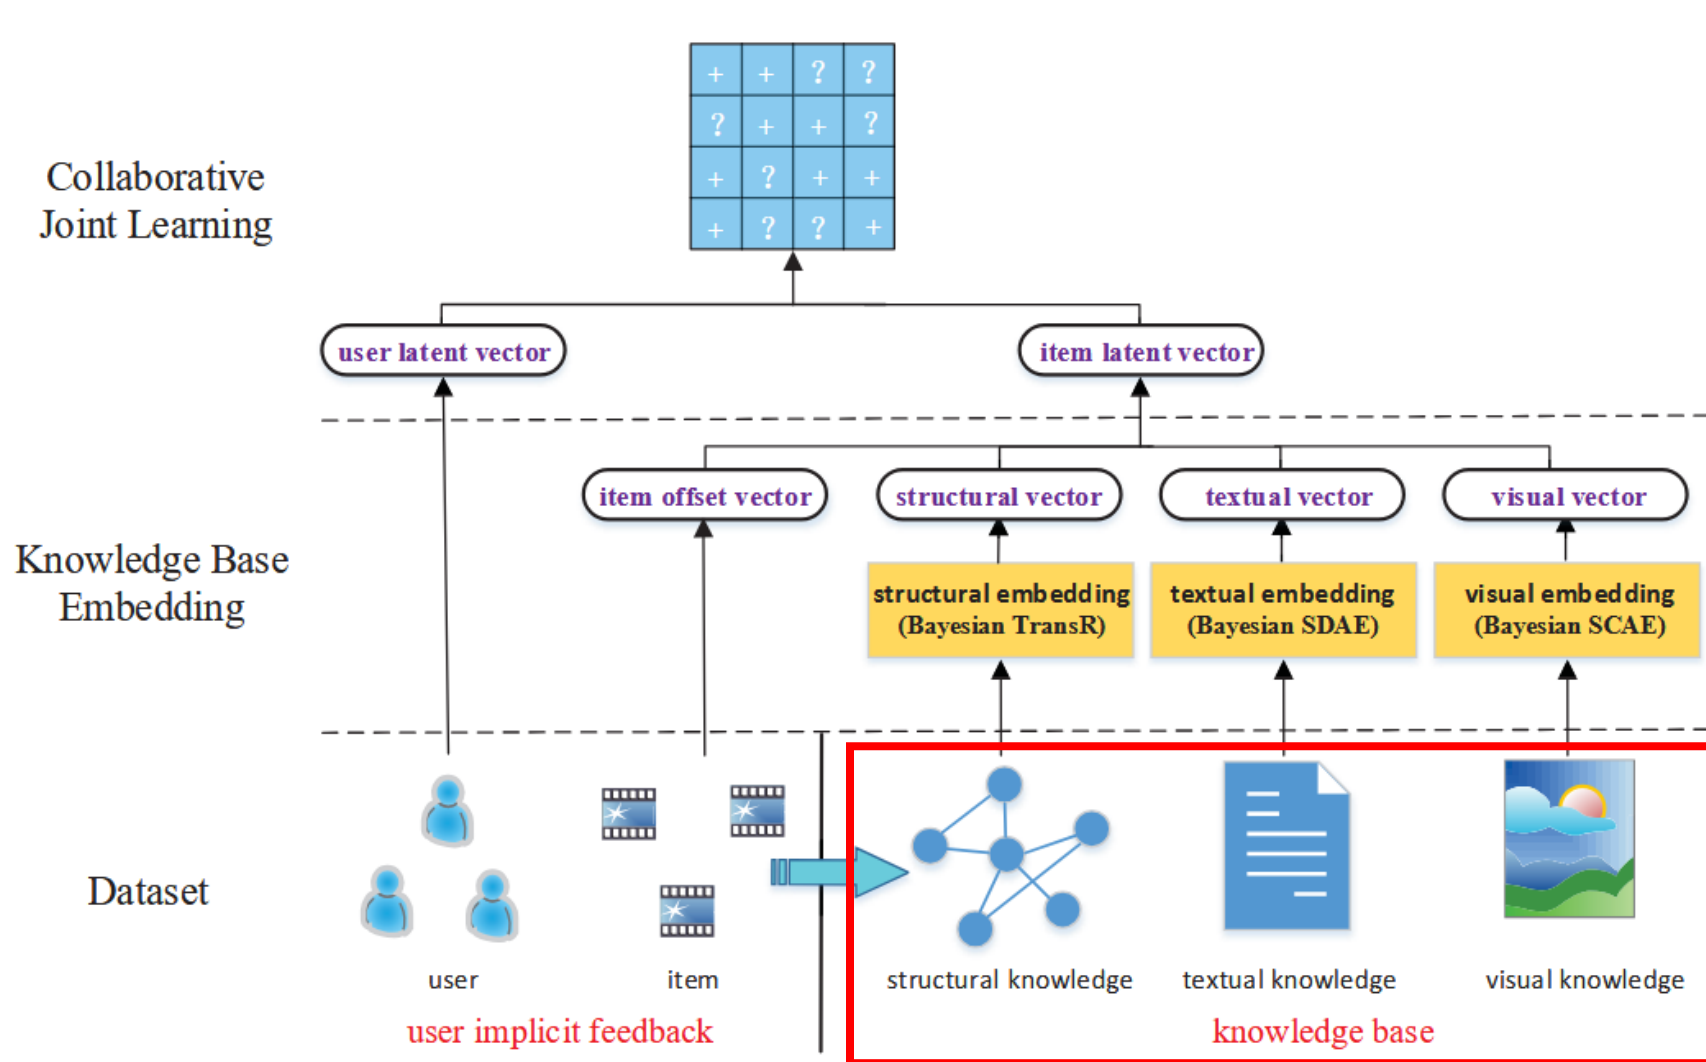 + + ? ?
? + + ?
+ ? + +
+ ? ? +
Collaborative
Joint Learning
user latent vector
item latent vector
item offset vector
structural vector
textual vector
visual vector
Knowledge Base
Embedding
structural embedding
(Bayesian TransR)
textual embedding
(Bayesian SDAE)
visual embedding
(Bayesian SCAE)
Dataset
user
item
structural knowledge
textual knowledge
visual knowledge
user implicit feedback
knowledge base